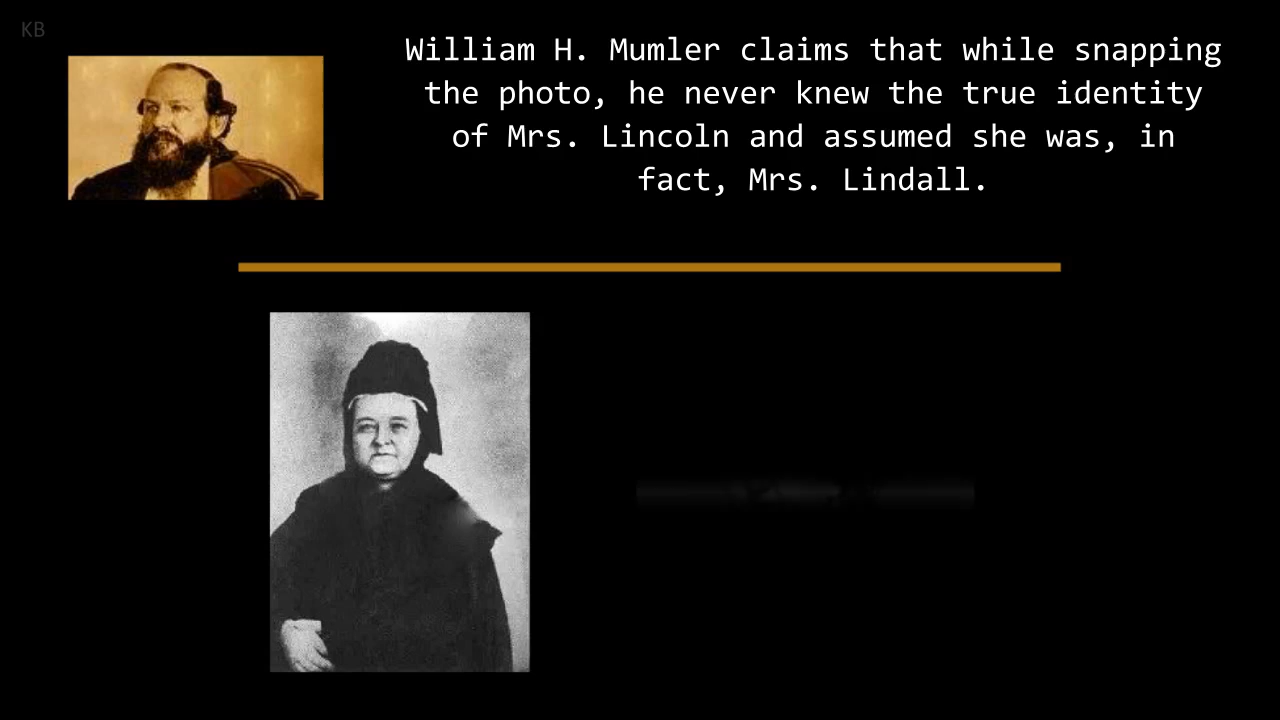 KB
William H. Mumler claims that while snapping
the photo, he never knew the true identity
of Mrs. Lincoln and assumed she was, in
fact, Mrs. Lindall.